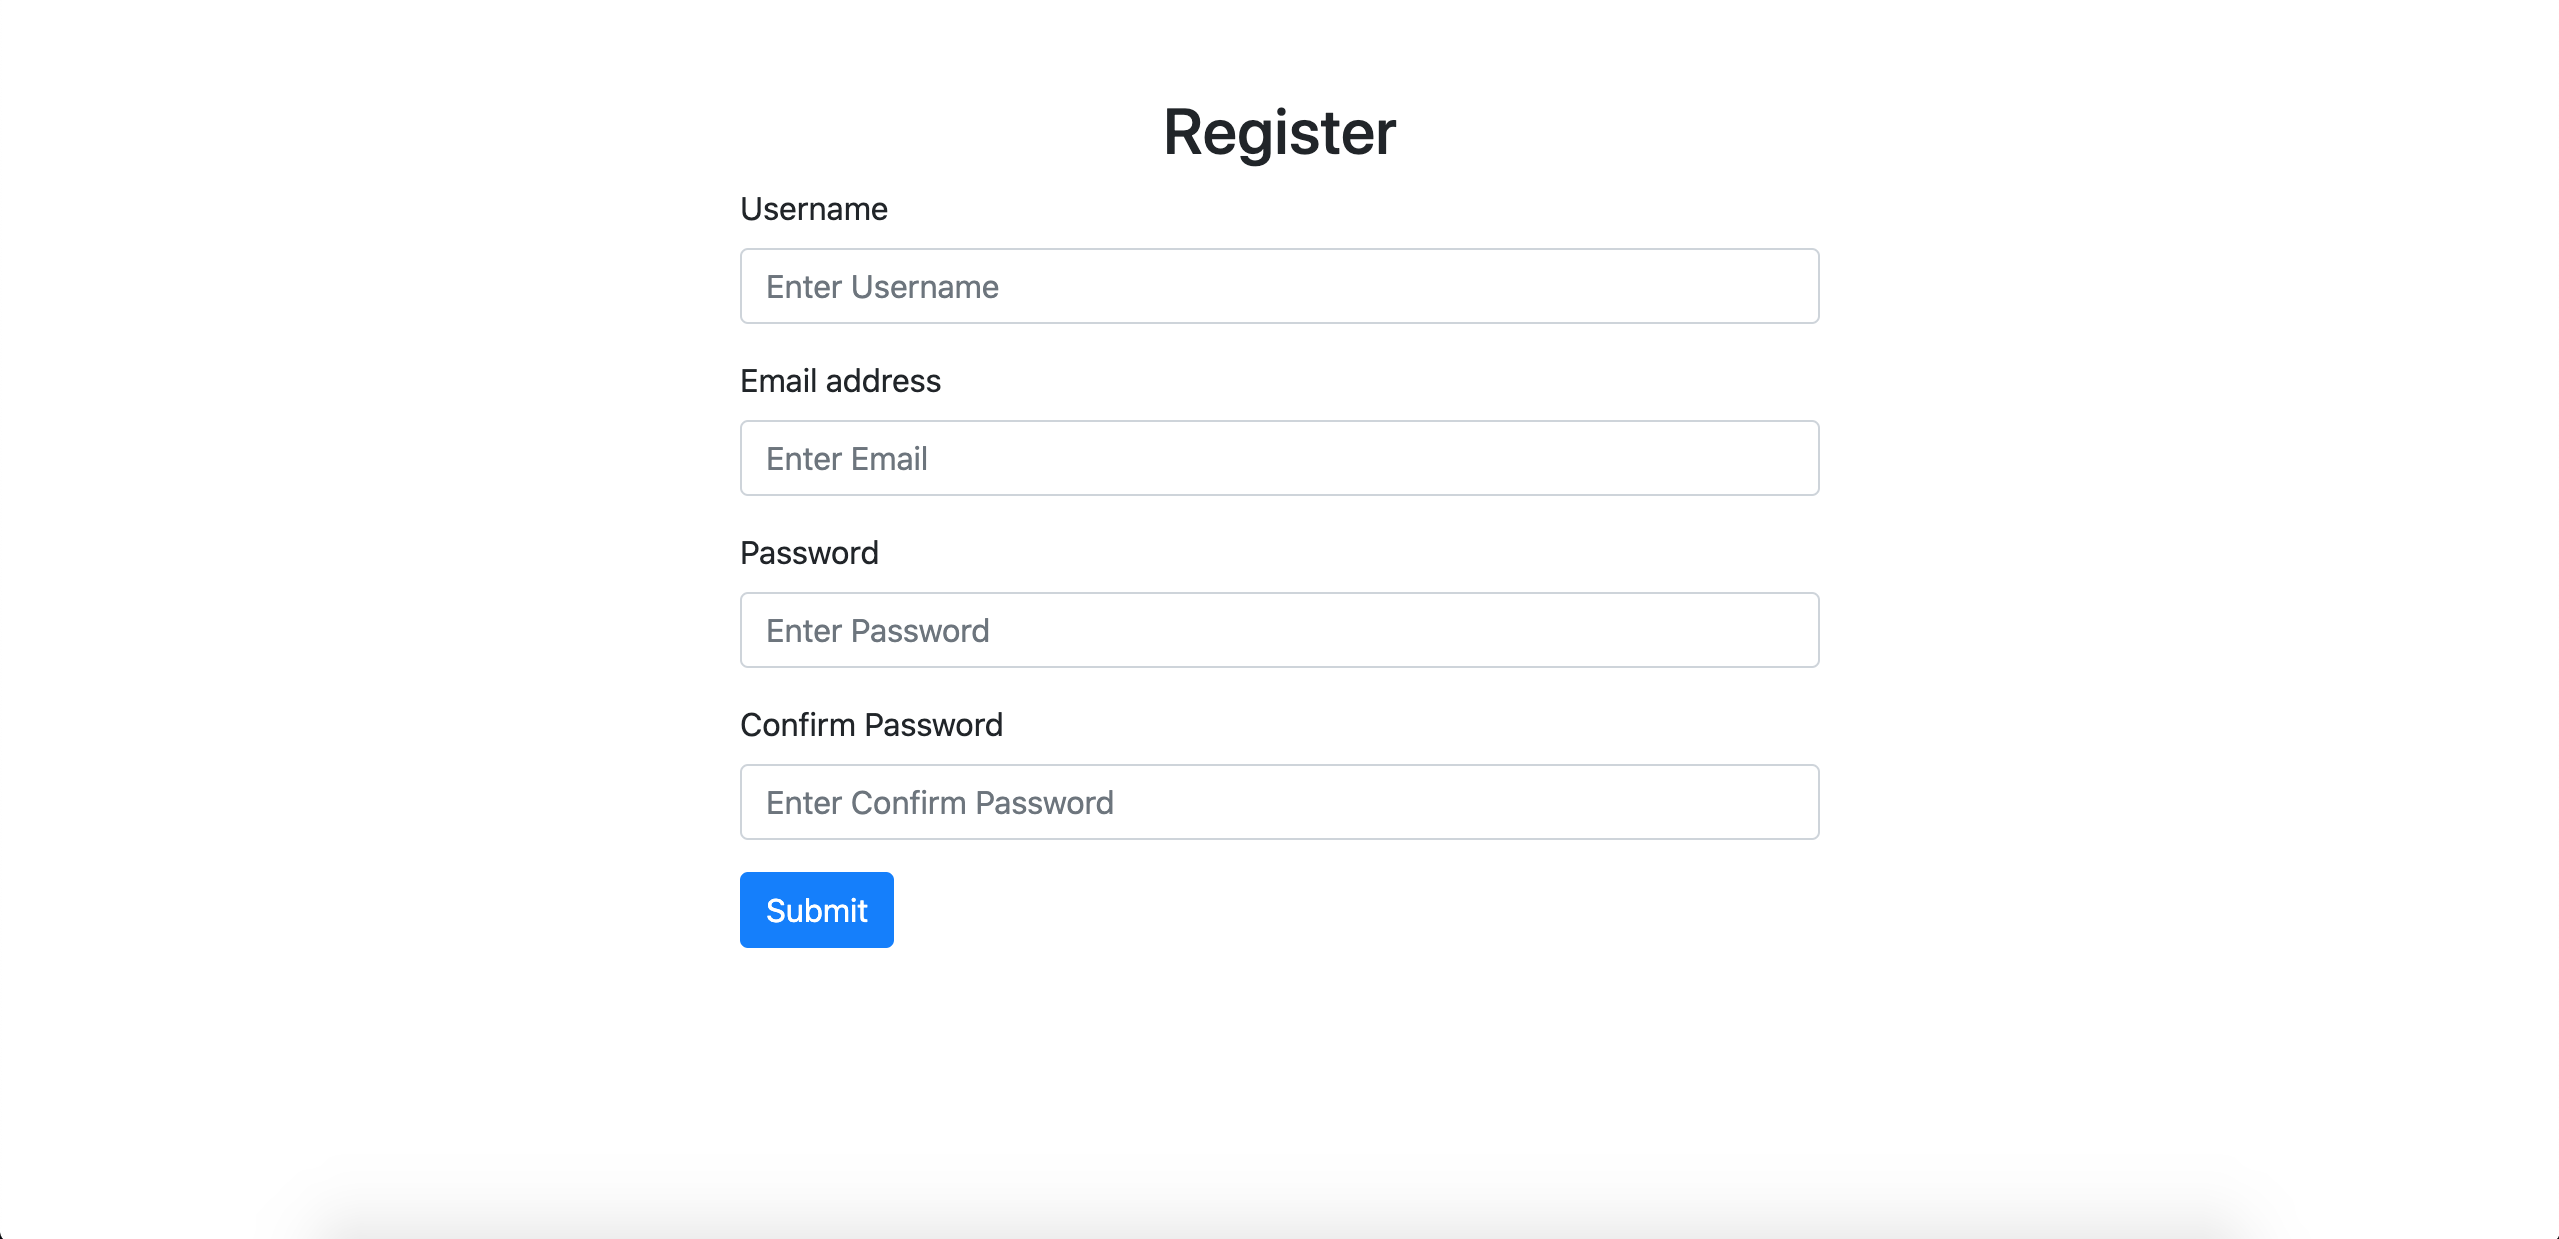 Register
Username
Enter Username
Email address
Enter Email
Password
Enter Password
Confirm Password
Enter Confirm Password
Submit